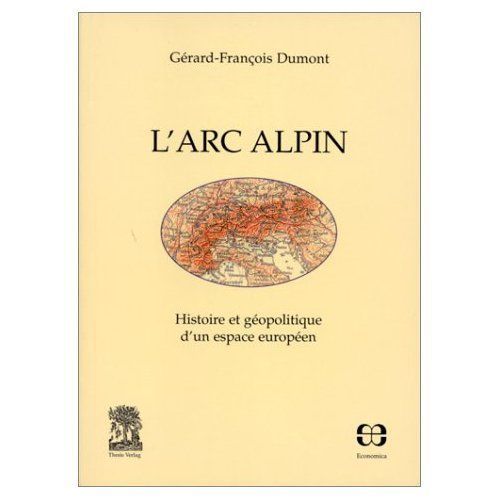 Gérard-François Dumont
L'ARC ALPIN
Histoire et géopolitique
d'un espace européen
Thesis Verlag
Economica